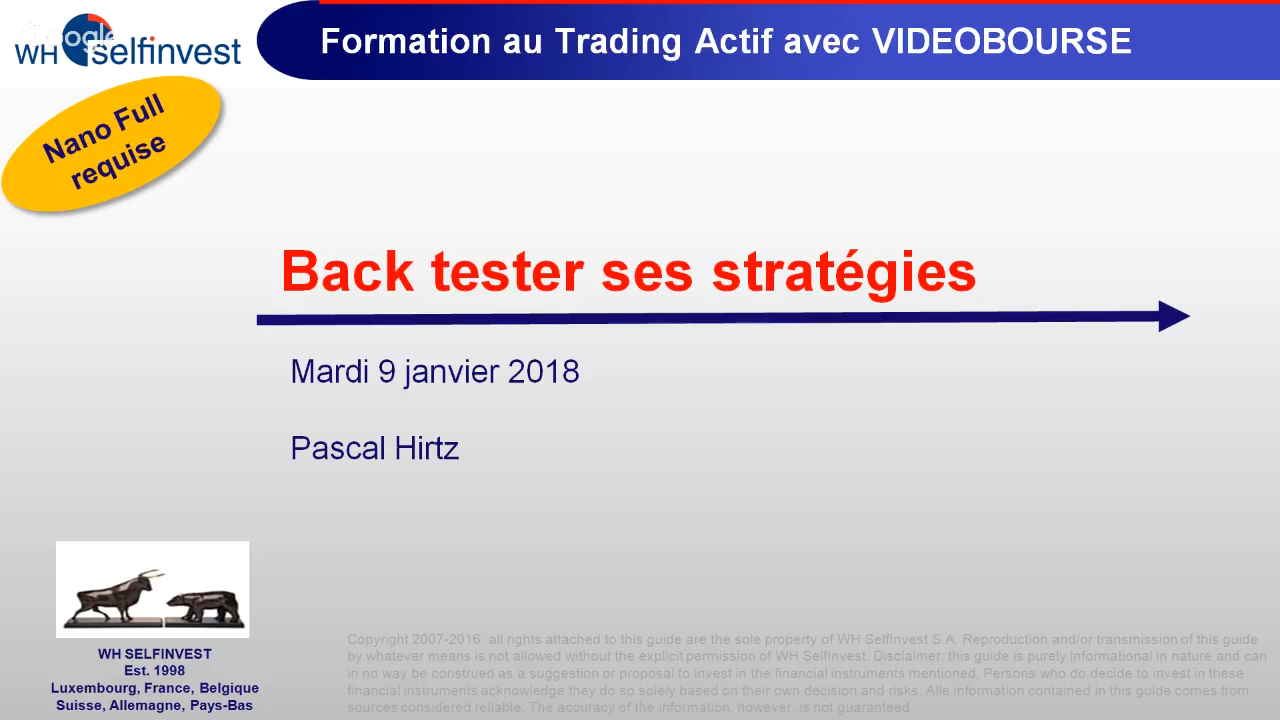 Google
WH selfinvest
Formation au Trading Actif avec VIDEOBOURSE
Nano Full
requise
Back tester ses stratégies
Mardi 9 janvier 2018
Pascal Hirtz
WH SELFINVEST
Est. 1998
Luxembourg, France, Belgique
Suisse, Allemagne, Pays-Bas
Copyright 2007-2016: all rights attached to this guide are the sole property of WH SelfInvest S.A. Reproduction and/or transmission of this guide
by whatever means is not allowed without the explicit permission of WH SelfInvest. Disclaimer: this guide is purely informational in nature and can
in no way be construed as a suggestion or proposal to invest in the financial instruments mentioned. Persons who do decide to invest in these
financial instruments acknowledge they do so solely based on their own decision and risks. Alle information contained in this guide comes from
sources considered reliable. The accuracy of the information, however, is not guaranteed.